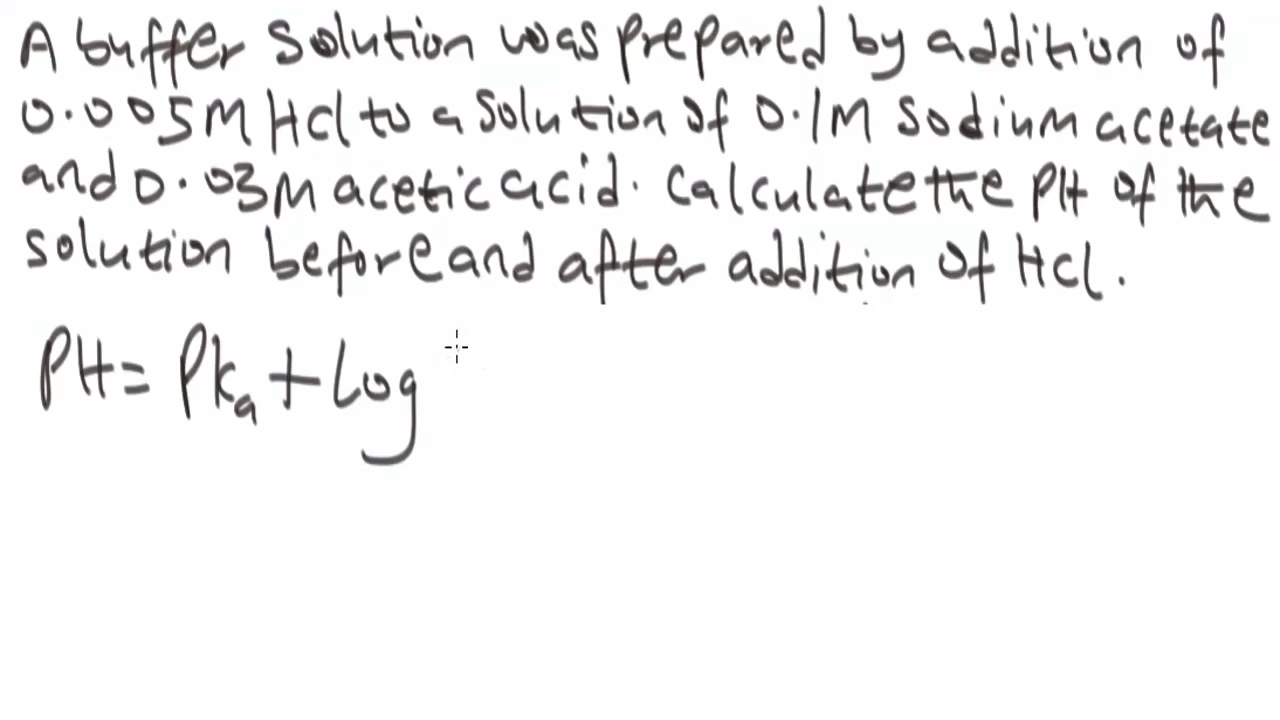 A buffer solution was prepared by addition of
0.005M Hcl to a solution of 0.1M sodium acetate
and 0.03M acetic acid. Calculate the PH of the
solution before and after addition of Hcl.
PH= Pka + Log